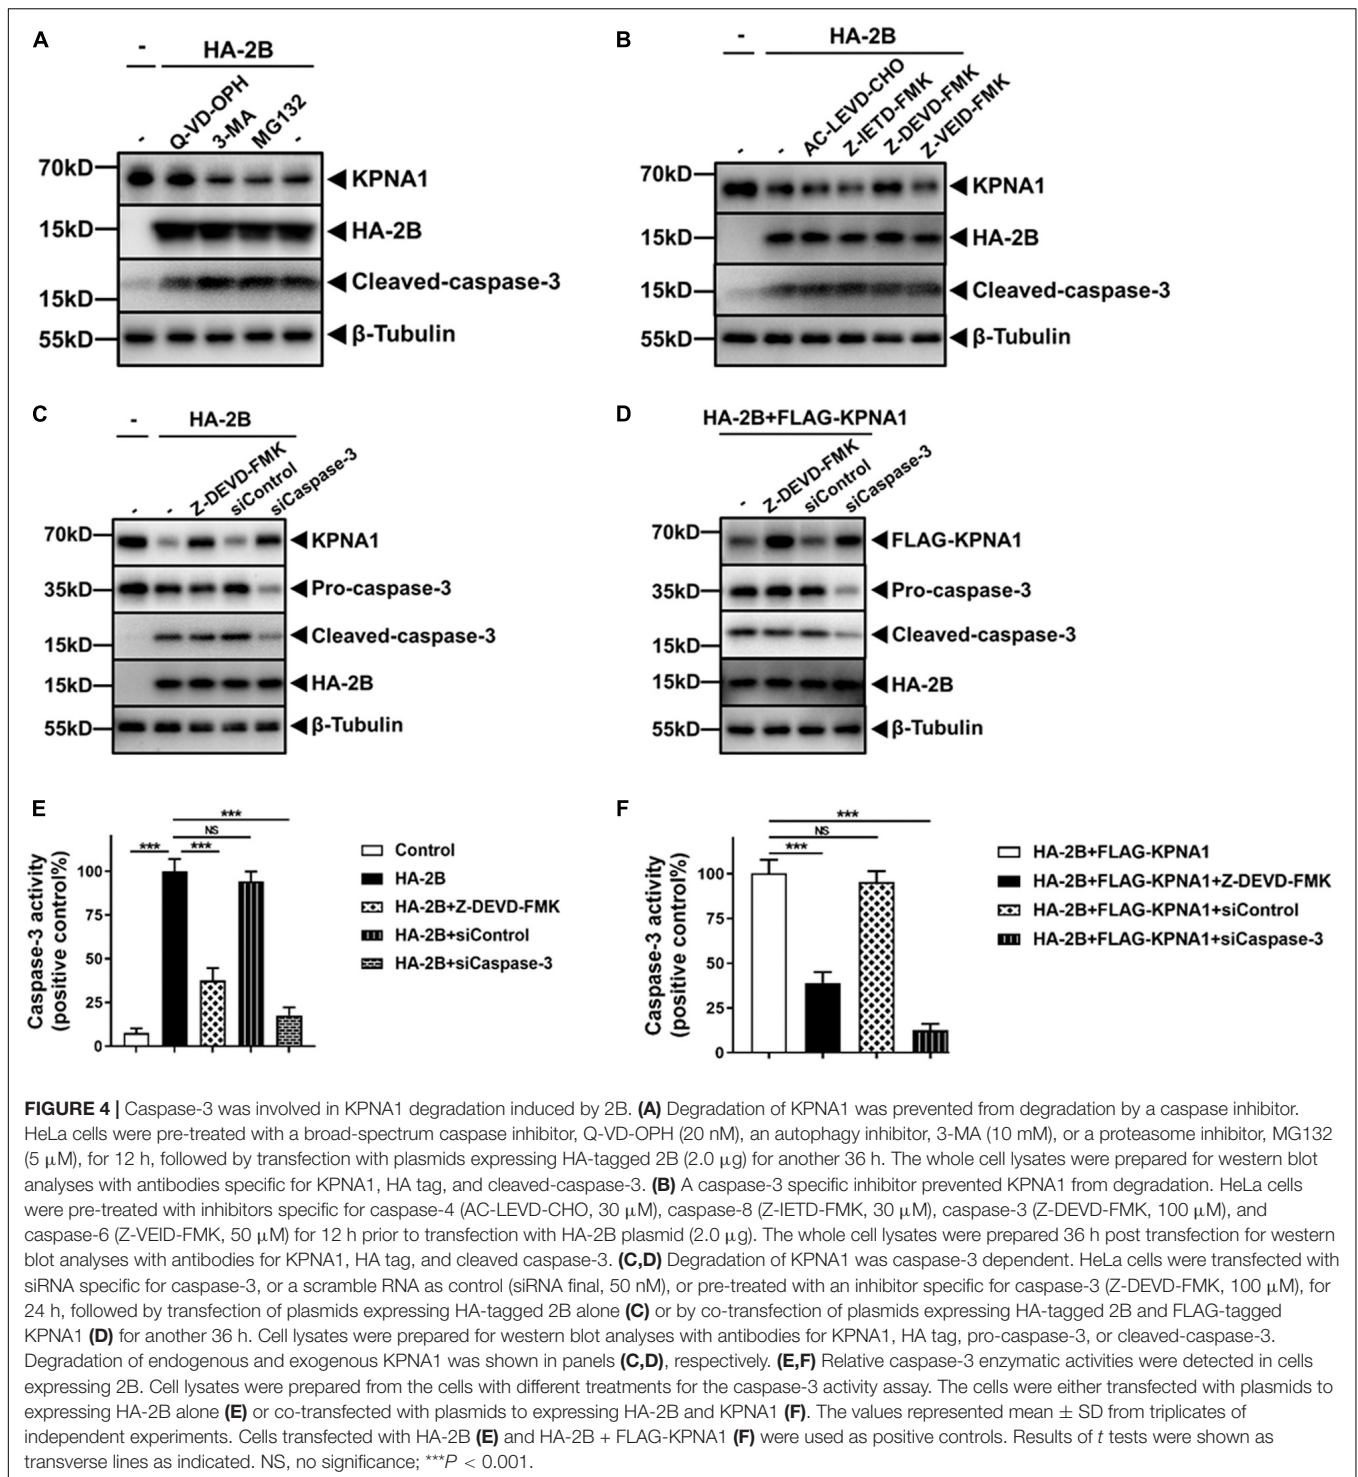 A
-
HA-2B
-
Q-VD-OPH
3-MA
MG132
-
70kD
KPNA1
15kD
HA-2B
Cleaved-caspase-3
15kD
55kD
β-Tubulin
B
-
HA-2B
-
-
AC-LEVD-CHO
Z-IETD-FMK
Z-DEVD-FMK
Z-VEID-FMK
70kD
KPNA1
15kD
HA-2B
15kD
Cleaved-caspase-3
55kD
β-Tubulin
C
-
HA-2B
-
-
Z-DEVD-FMK
siControl
siCaspase-3
70kD
KPNA1
35kD
Pro-caspase-3
Cleaved-caspase-3
15kD
15kD
HA-2B
55kD
β-Tubulin
D
HA-2B+FLAG-KPNA1
-
Z-DEVD-FMK
siControl
siCaspase-3
70kD
FLAG-KPNA1
35kD
Pro-caspase-3
Cleaved-caspase-3
15kD
15kD
HA-2B
55kD
β-Tubulin
E
***
NS
*** ***
Caspase-3 activity
(positive control%)
100
75
50
25
0
Control
HA-2B
HA-2B+Z-DEVD-FMK
HA-2B+siControl
HA-2B+siCaspase-3
F
***
NS
***
Caspase-3 activity
(positive control%)
100
75
50
25
0
HA-2B+FLAG-KPNA1
HA-2B+FLAG-KPNA1+Z-DEVD-FMK
HA-2B+FLAG-KPNA1+siControl
HA-2B+FLAG-KPNA1+siCaspase-3
FIGURE 4 | Caspase-3 was involved in KPNA1 degradation induced by 2B. (A) Degradation of KPNA1 was prevented from degradation by a caspase inhibitor.
HeLa cells were pre-treated with a broad-spectrum caspase inhibitor, Q-VD-OPH (20 nM), an autophagy inhibitor, 3-MA (10 mM), or a proteasome inhibitor, MG132
(5 μM), for 12 h, followed by transfection with plasmids expressing HA-tagged 2B (2.0 μg) for another 36 h. The whole cell lysates were prepared for western blot
analyses with antibodies specific for KPNA1, HA tag, and cleaved-caspase-3. (B) A caspase-3 specific inhibitor prevented KPNA1 from degradation. HeLa cells
were pre-treated with inhibitors specific for caspase-4 (AC-LEVD-CHO, 30 μM), caspase-8 (Z-IETD-FMK, 30 μM), caspase-3 (Z-DEVD-FMK, 100 μM), and
caspase-6 (Z-VEID-FMK, 50 μM) for 12 h prior to transfection with HA-2B plasmid (2.0 μg). The whole cell lysates were prepared 36 h post transfection for western
blot analyses with antibodies for KPNA1, HA tag, and cleaved caspase-3. (C,D) Degradation of KPNA1 was caspase-3 dependent. HeLa cells were transfected with
siRNA specific for caspase-3, or a scramble RNA as control (siRNA final, 50 nM), or pre-treated with an inhibitor specific for caspase-3 (Z-DEVD-FMK, 100 μM), for
24 h, followed by transfection of plasmids expressing HA-tagged 2B alone (C) or by co-transfection of plasmids expressing HA-tagged 2B and FLAG-tagged
KPNA1 (D) for another 36 h. Cell lysates were prepared for western blot analyses with antibodies for KPNA1, HA tag, pro-caspase-3, or cleaved-caspase-3.
Degradation of endogenous and exogenous KPNA1 was shown in panels (C,D), respectively. (E,F) Relative caspase-3 enzymatic activities were detected in cells
expressing 2B. Cell lysates were prepared from the cells with different treatments for the caspase-3 activity assay. The cells were either transfected with plasmids to
expressing HA-2B alone (E) or co-transfected with plasmids to expressing HA-2B and KPNA1 (F). The values represented mean ± SD from triplicates of
independent experiments. Cells transfected with HA-2B (E) and HA-2B + FLAG-KPNA1 (F) were used as positive controls. Results of t tests were shown as
transverse lines as indicated. NS, no significance; ***P < 0.001.